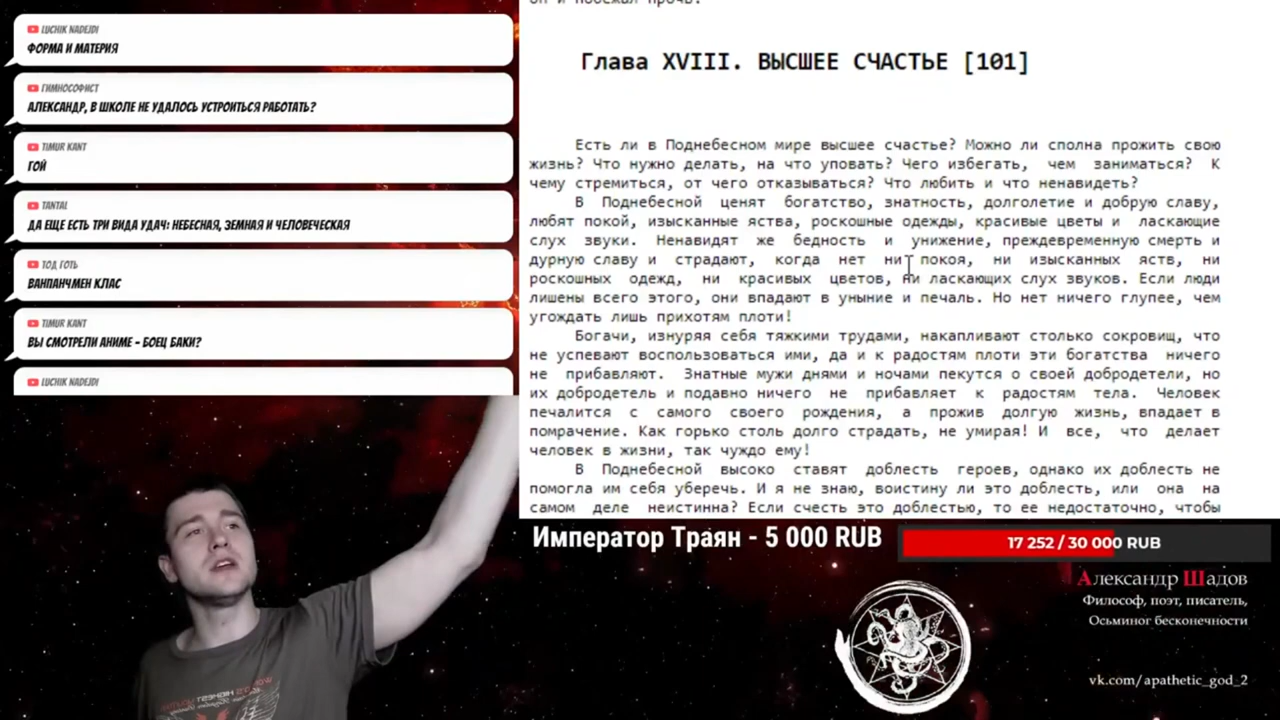 LUCHIK NADEJDI
ФОРМА И МАТЕРИЯ
ГИМНОСОФИСТ
АЛЕКСАНДР, В ШКОЛЕ НЕ УДАЛОСЬ УСТРОИТЬСЯ РАБОТАТЬ?
TIMUR KANT
ГОЙ
TANTAL
ДА ЕЩЕ ЕСТЬ ТРИ ВИДА УДАЧ: НЕБЕСНАЯ, ЗЕМНАЯ И ЧЕЛОВЕЧЕСКАЯ
ТОД ГОТЬ
ВАНПАНЧМЕН КЛАС
TIMUR KANT
ВЫ СМОТРЕЛИ АНИМЕ - БОЕЦ БАКИ?
LUCHIK NADEJDI
Глава XVIII. ВЫСШЕЕ СЧАСТЬЕ [101]
Есть ли в Поднебесном мире высшее счастье? Можно ли сполна прожить свою
жизнь? Что нужно делать, на что уповать? Чего избегать, чем заниматься? К
чему стремиться, от чего отказываться? Что любить и что ненавидеть?
В Поднебесной ценят богатство, знатность, долголетие и добрую славу,
любят покой, изысканные яства, роскошные одежды, красивые цветы и ласкающие
слух звуки. Ненавидят же бедность и унижение, преждевременную смерть и
дурную славу и страдают, когда нет ни покоя, ни изысканных яств, ни
роскошных одежд, ни красивых цветов, ни ласкающих слух звуков. Если люди
лишены всего этого, они впадают в уныние и печаль. Но нет ничего глупее, чем
угождать лишь прихотям плоти!
Богачи, изнуряя себя тяжкими трудами, накапливают столько сокровищ, что
не успевают воспользоваться ими, да и к радостям плоти эти богатства ничего
не прибавляют. Знатные мужи днями и ночами пекутся о своей добродетели, но
их добродетель и подавно ничего не прибавляет к радостям тела. Человек
печалится с самого своего рождения, а прожив долгую жизнь, впадает в
помрачение. Как горько столь долго страдать, не умирая! И все, что делает
человек в жизни, так чуждо ему!
В Поднебесной высоко ставят доблесть героев, однако их доблесть не
помогла им себя уберечь. И я не знаю, воистину ли это доблесть, или она на
самом деле неистинна? Если счесть это доблестью, то ее недостаточно, чтобы
Император Траян - 5 000 RUB
17 252 / 30 000 RUB
Александр Шадов
Философ, поэт, писатель,
Осьминог бесконечности
vk.com/apathetic_god_2